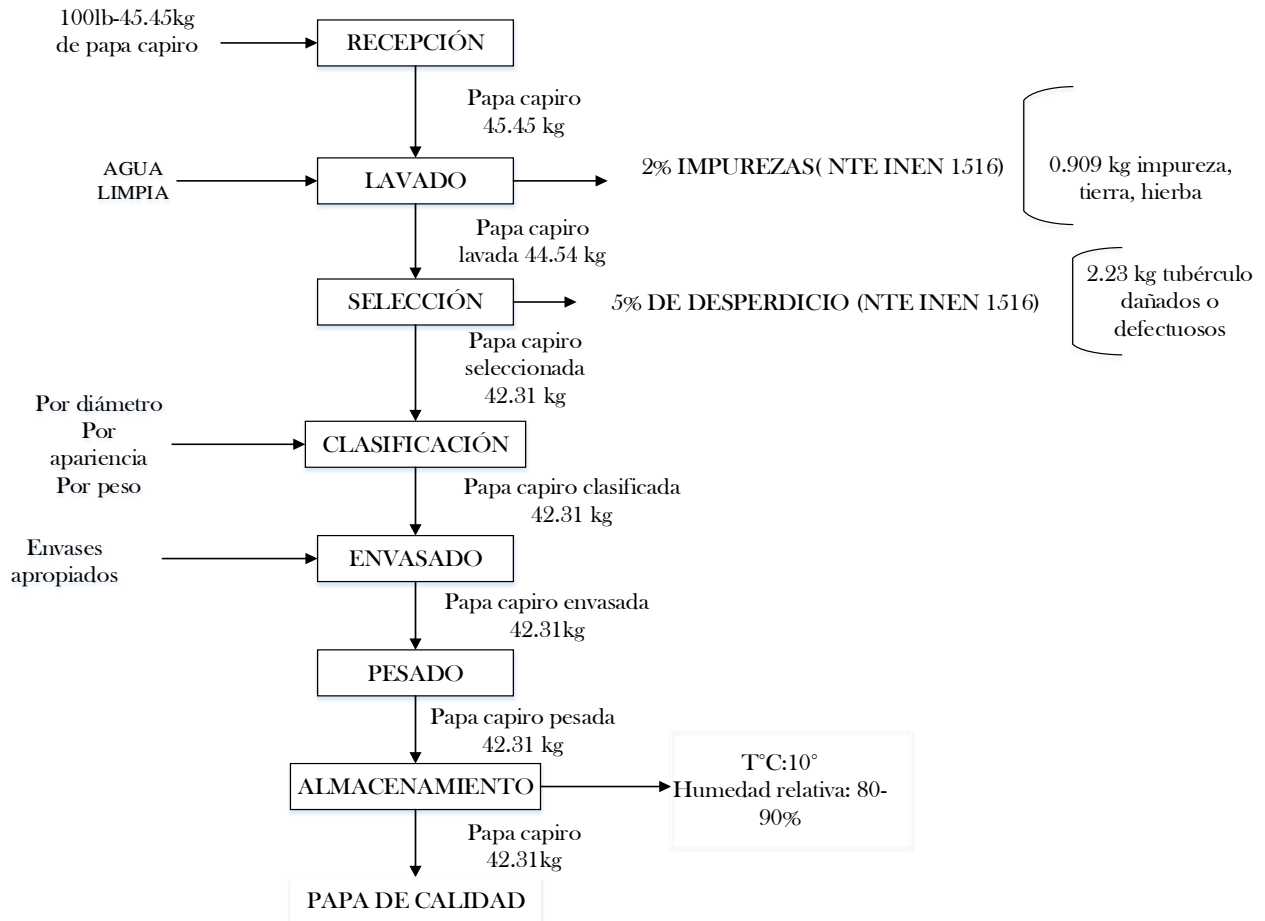 100lb-45.45kg
de papa capiro
RECEPCIÓN
Papa capiro
45.45 kg
AGUA
LIMPIA
LAVADO
2% IMPUREZAS( NTE INEN 1516)
0.909 kg impureza,
tierra, hierba
Papa capiro
lavada 44.54 kg
SELECCIÓN
5% DE DESPERDICIO (NTE INEN 1516)
2.23 kg tubérculo
dañados o
defectuosos
Papa capiro
seleccionada
42.31 kg
Por diámetro
Por
apariencia
Por peso
CLASIFICACIÓN
Papa capiro clasificada
42.31 kg
Envases
apropiados
ENVASADO
Papa capiro envasada
42.31kg
PESADO
Papa capiro pesada
42.31 kg
ALMACENAMIENTO
T°C:10°
Humedad relativa: 80-
90%
Papa capiro
42.31kg
PAPA DE CALIDAD